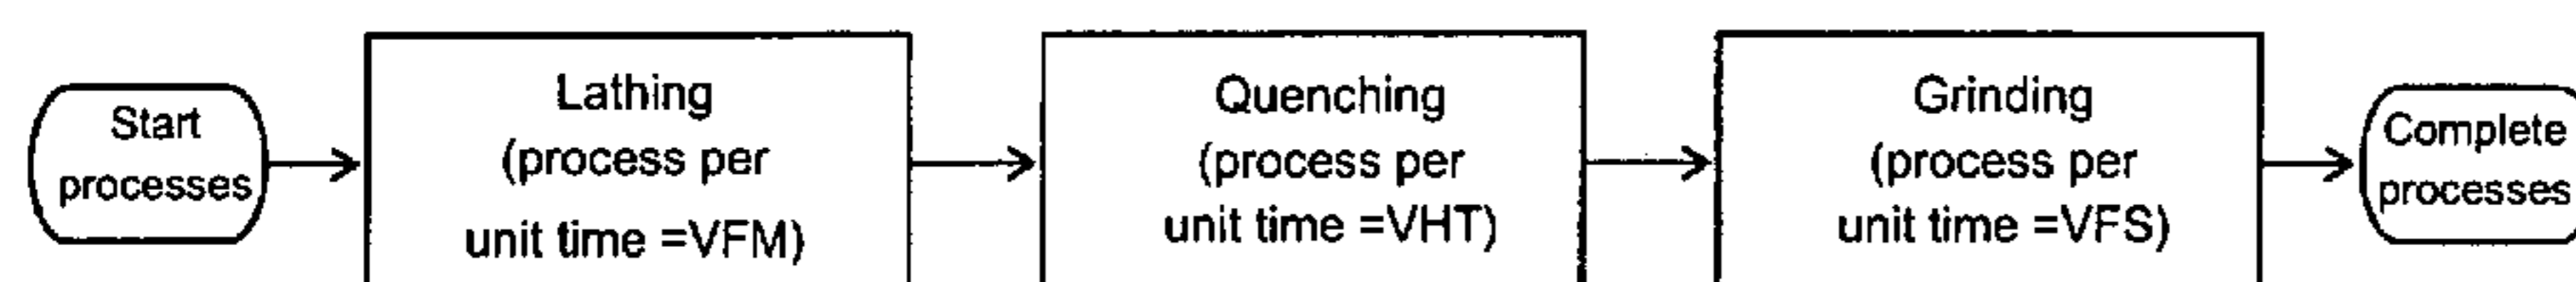 Start
processes
Lathing
(process per
unit time =VFM)
Quenching
(process per
unit time =VHT)
Grinding
(process per
unit time =VFS)
Complete
processes